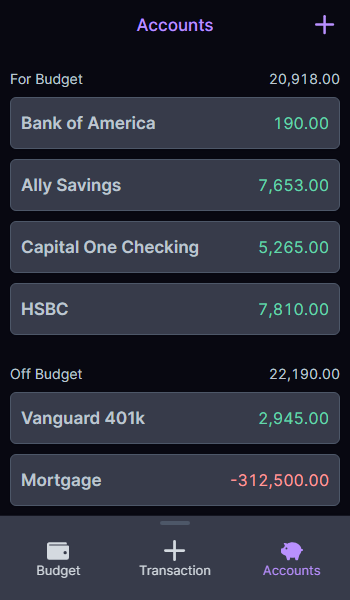 Accounts
For Budget 20,918.00
Bank of America 190.00
Ally Savings 7,653.00
Capital One Checking 5,265.00
HSBC 7,810.00
Off Budget 22,190.00
Vanguard 401k 2,945.00
Mortgage -312,500.00
Budget Transaction Accounts